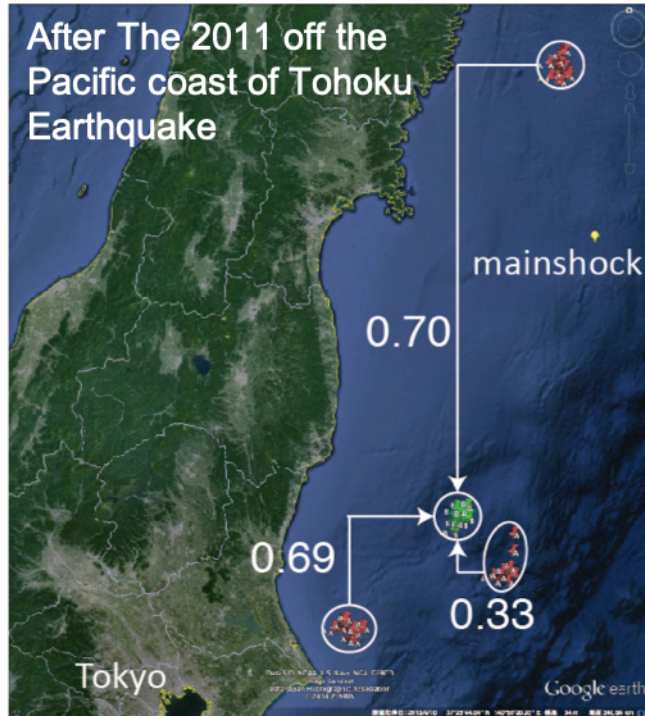 After The 2011 off the
Pacific coast of Tohoku
Earthquake
mainshock
0.70
0.69
0.33
Tokyo
Google earth